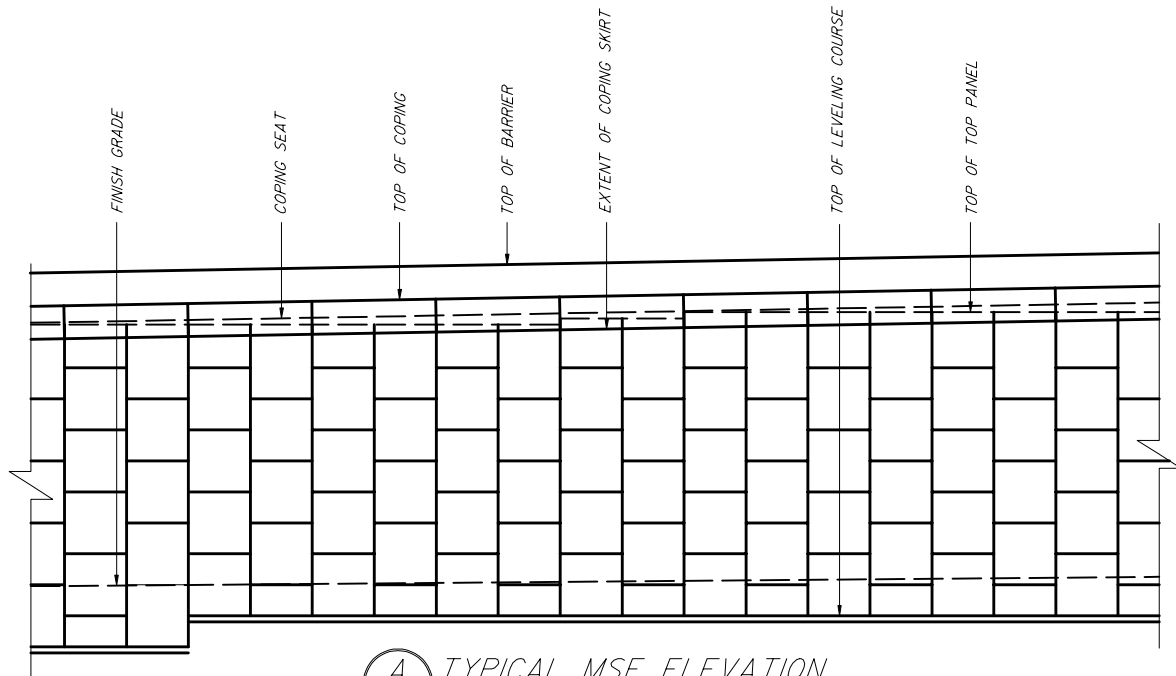 FINISH GRADE
COPING SEAT
TOP OF COPING
TOP OF BARRIER
EXTENT OF COPING SKIRT
TOP OF LEVELING COURSE
TOP OF TOP PANEL
A TYPICAL MSE ELEVATION